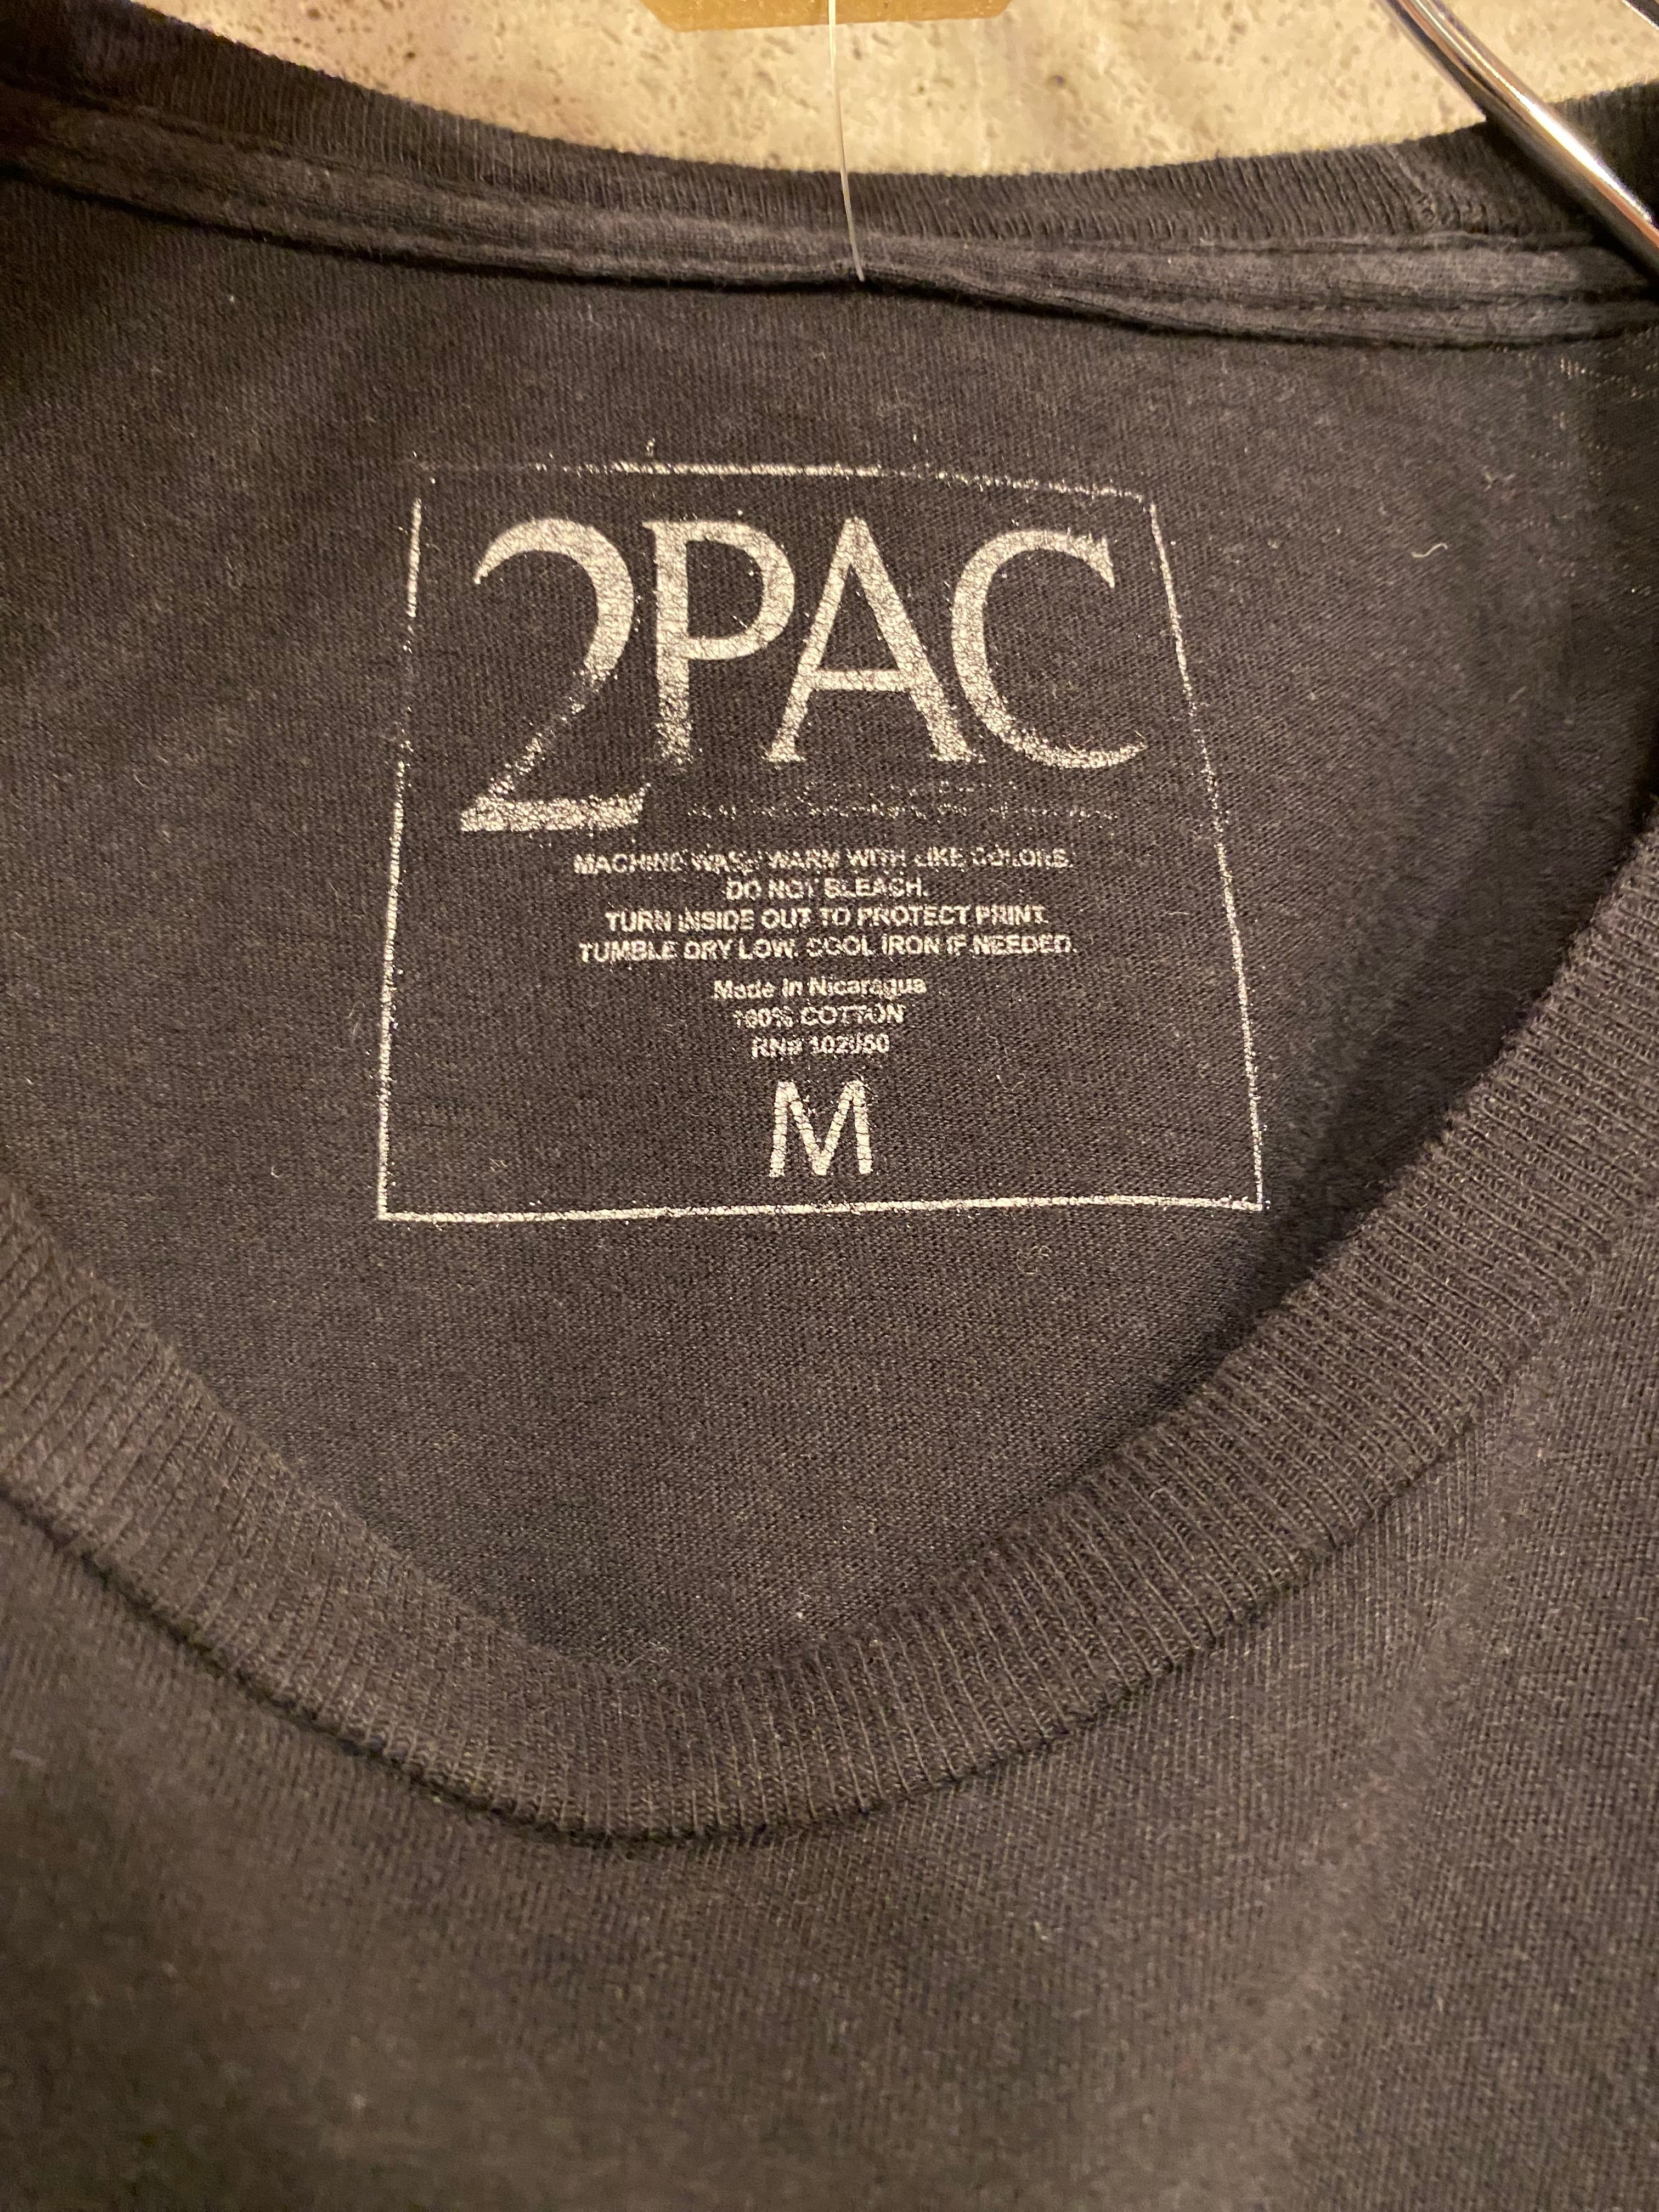 2PAC
MACHINE WASH WARM WITH LIKE COLORS.
DO NOT BLEACH.
TURN INSIDE OUT TO PROTECT PRINT.
TUMBLE DRY LOW. COOL IRON IF NEEDED.
Made in Nicaragua
100% COTTON
RN#
M